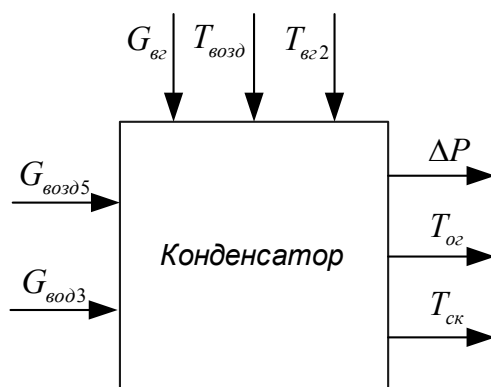 G_вг T_возд T_вг2
G_возд5
G_вод3
Конденсатор
ΔP
T_ог
T_ск